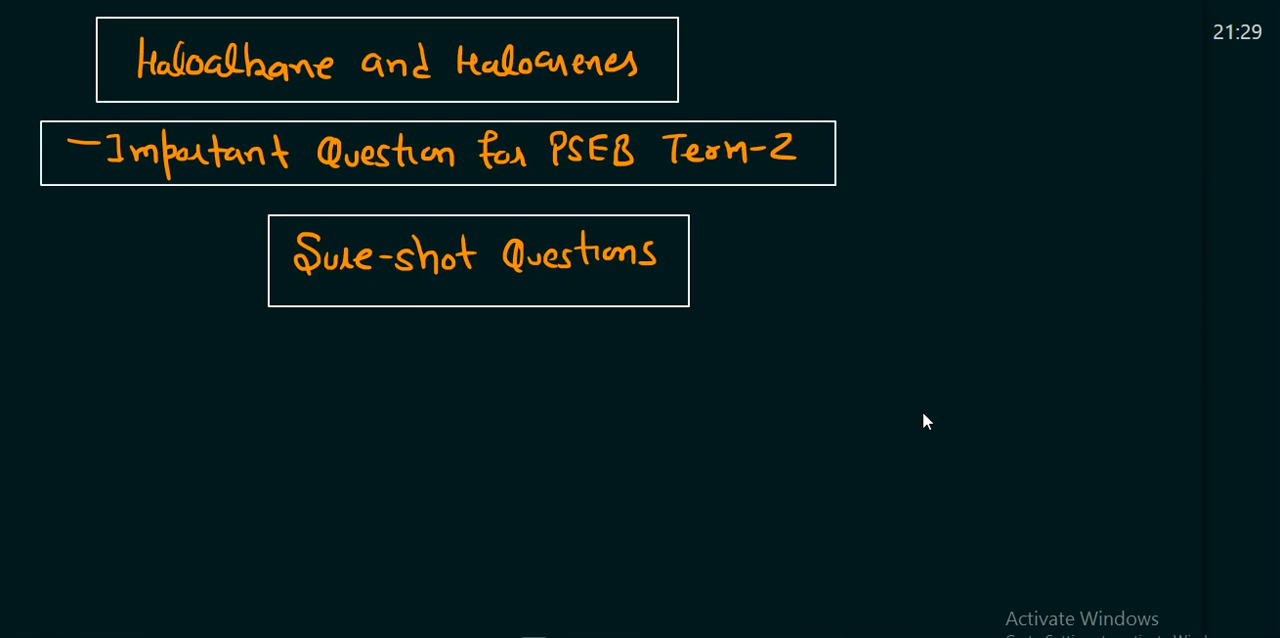 Haloalkane and Haloarenes
21:29
- Important Question for PSEB Term-2
Sure-shot Questions
Activate Windows